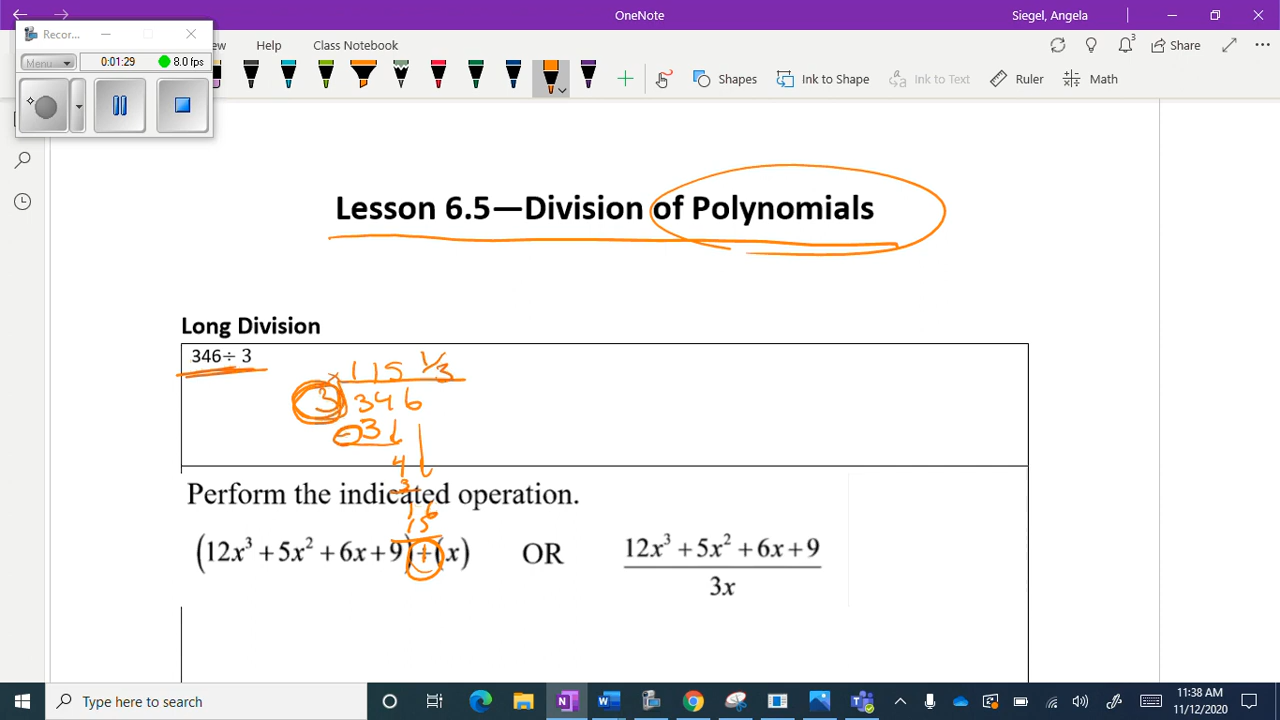 OneNote
Siegel, Angela
Recor...
ew
Help
Class Notebook
3
Share
Menu
0:01:29
8.0 fps
Shapes
Ink to Shape
Ink to Text
Ruler
Math
Lesson 6.5—Division of Polynomials
Long Division
346÷ 3
115 1/3
3 346
-3
4
3
16
15
1
Perform the indicated operation.
(12x³ + 5x² + 6x + 9) ÷ (x)
OR
12x³ + 5x² + 6x + 9
3x
Type here to search
11:38 AM
11/12/2020